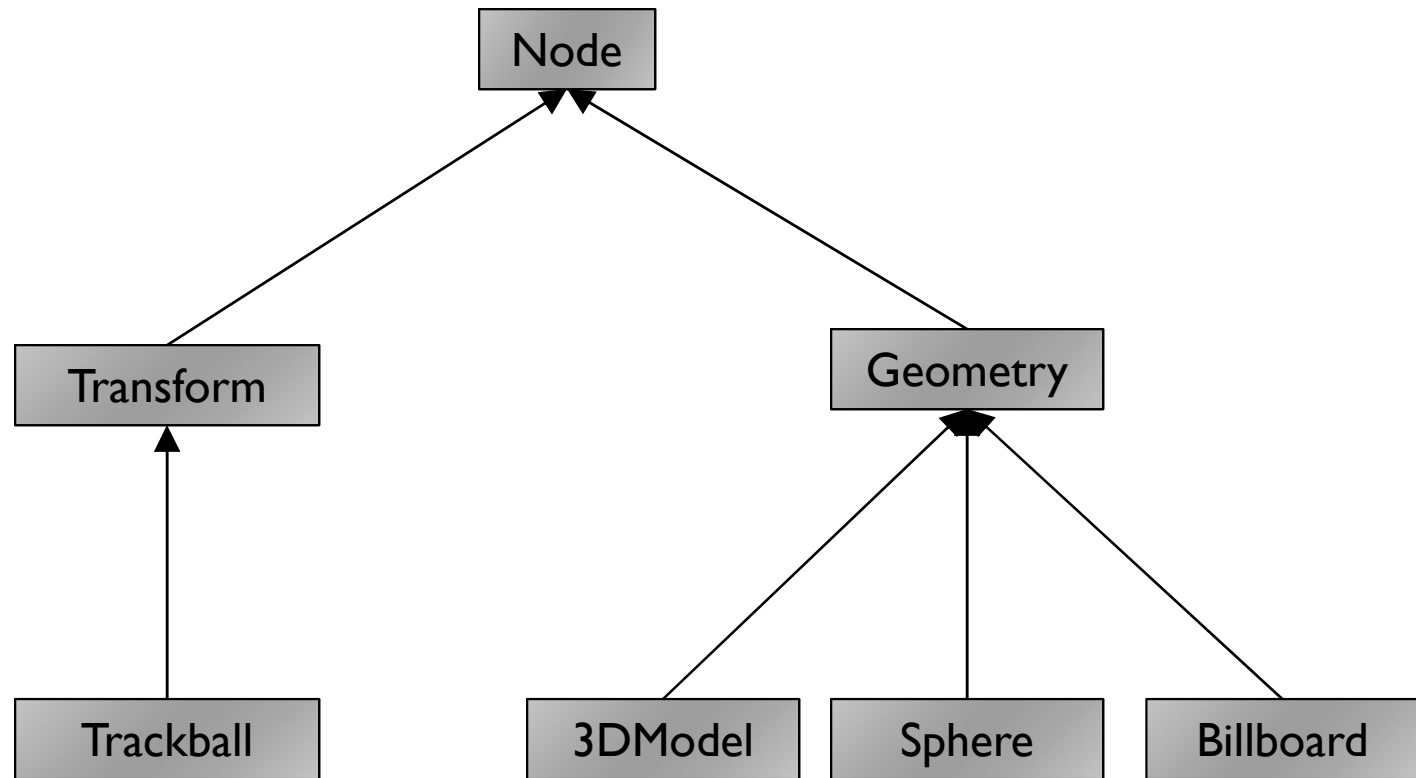 Node
Transform
Geometry
Trackball
3DModel
Sphere
Billboard